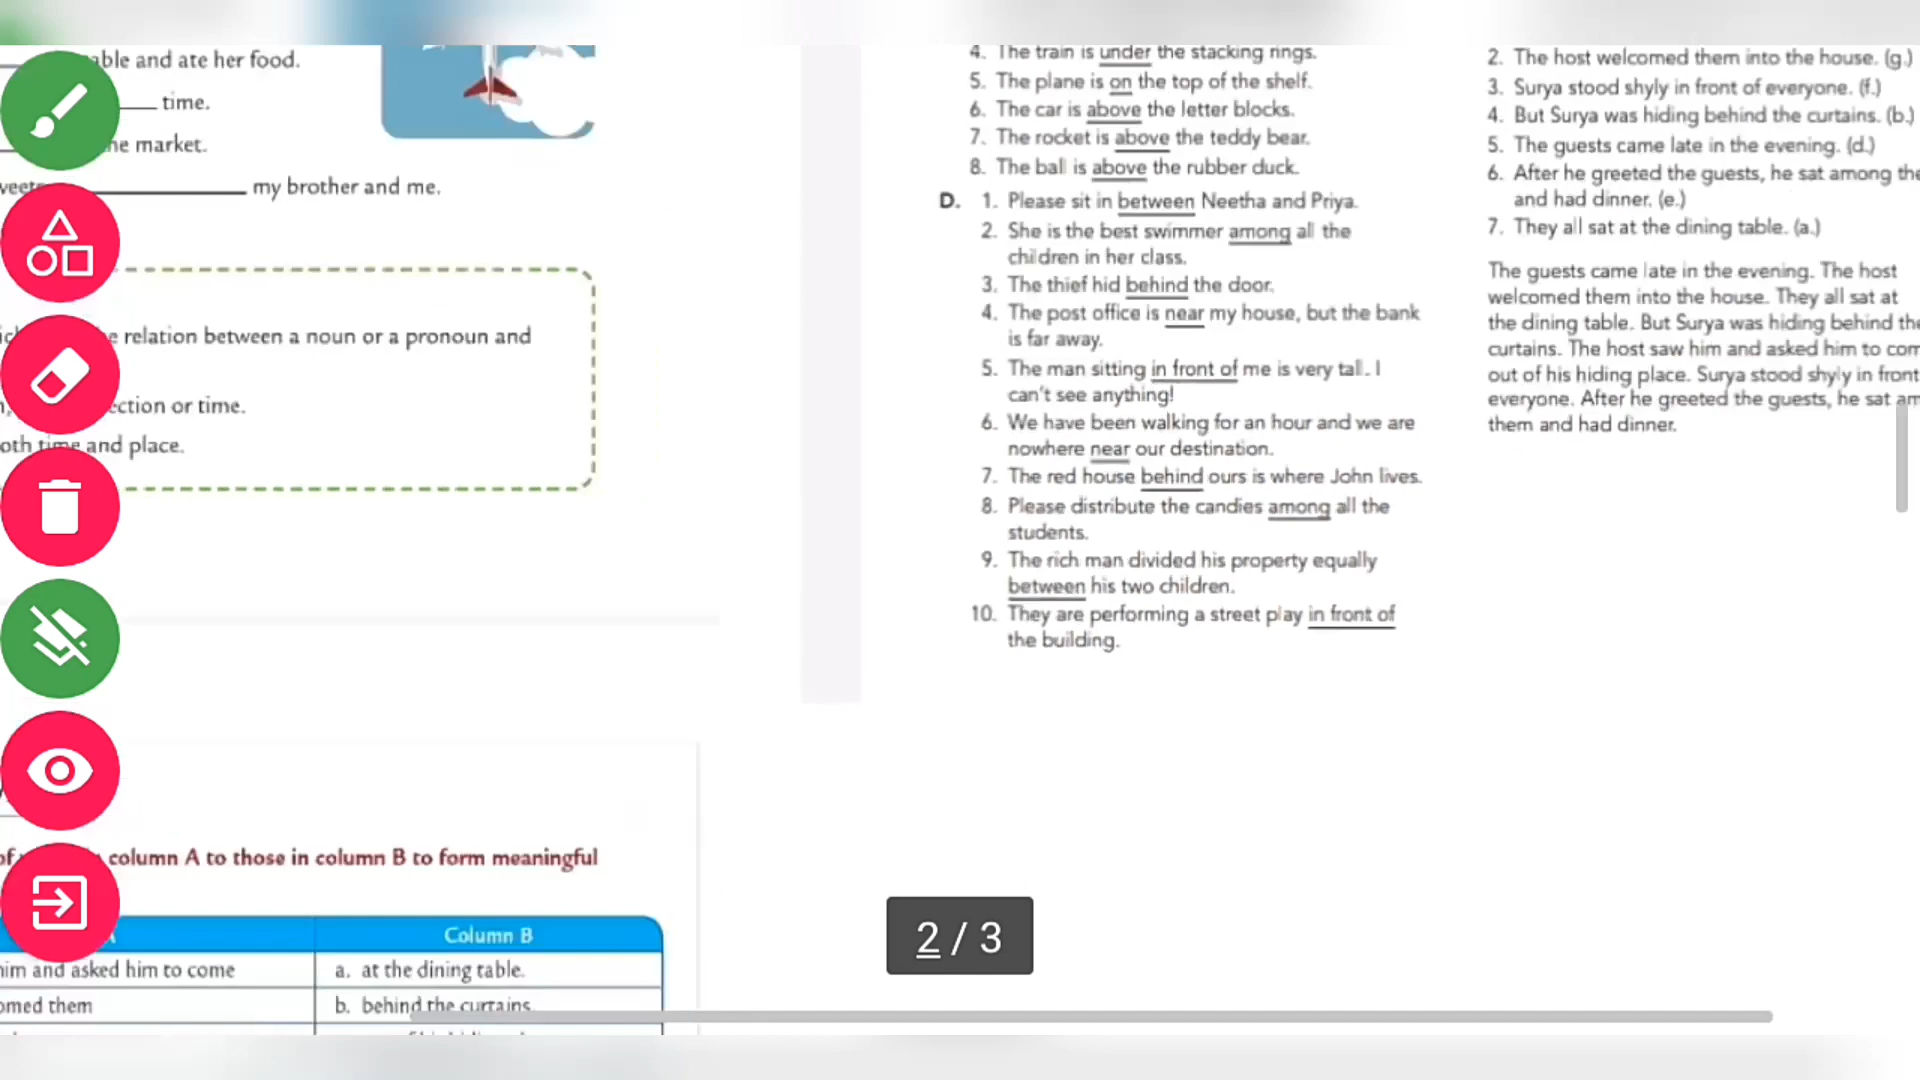 able and ate her food.
time.
he market.
my brother and me.
relation between a noun or a pronoun and
ection or time.
oth time and place.
column A to those in column B to form meaningful
A
Column B
him and asked him to come
a. at the dining table.
omed them
b. behind the curtains.
4. The train is under the stacking rings.
5. The plane is on the top of the shelf.
6. The car is above the letter blocks.
7. The rocket is above the teddy bear.
8. The ball is above the rubber duck.
D. 1. Please sit in between Neetha and Priya.
2. She is the best swimmer among all the
children in her class.
3. The thief hid behind the door.
4. The post office is near my house, but the bank
is far away.
5. The man sitting in front of me is very tall. I
can't see anything!
6. We have been walking for an hour and we are
nowhere near our destination.
7. The red house behind ours is where John lives.
8. Please distribute the candies among all the
students.
9. The rich man divided his property equally
between his two children.
10. They are performing a street play in front of
the building.
2 / 3
2. The host welcomed them into the house. (g.)
3. Surya stood shyly in front of everyone. (f.)
4. But Surya was hiding behind the curtains. (b.)
5. The guests came late in the evening. (d.)
6. After he greeted the guests, he sat among the
and had dinner. (e.)
7. They all sat at the dining table. (a.)
The guests came late in the evening. The host
welcomed them into the house. They all sat at
the dining table. But Surya was hiding behind the
curtains. The host saw him and asked him to com
out of his hiding place. Surya stood shyly in front
everyone. After he greeted the guests, he sat am
them and had dinner.